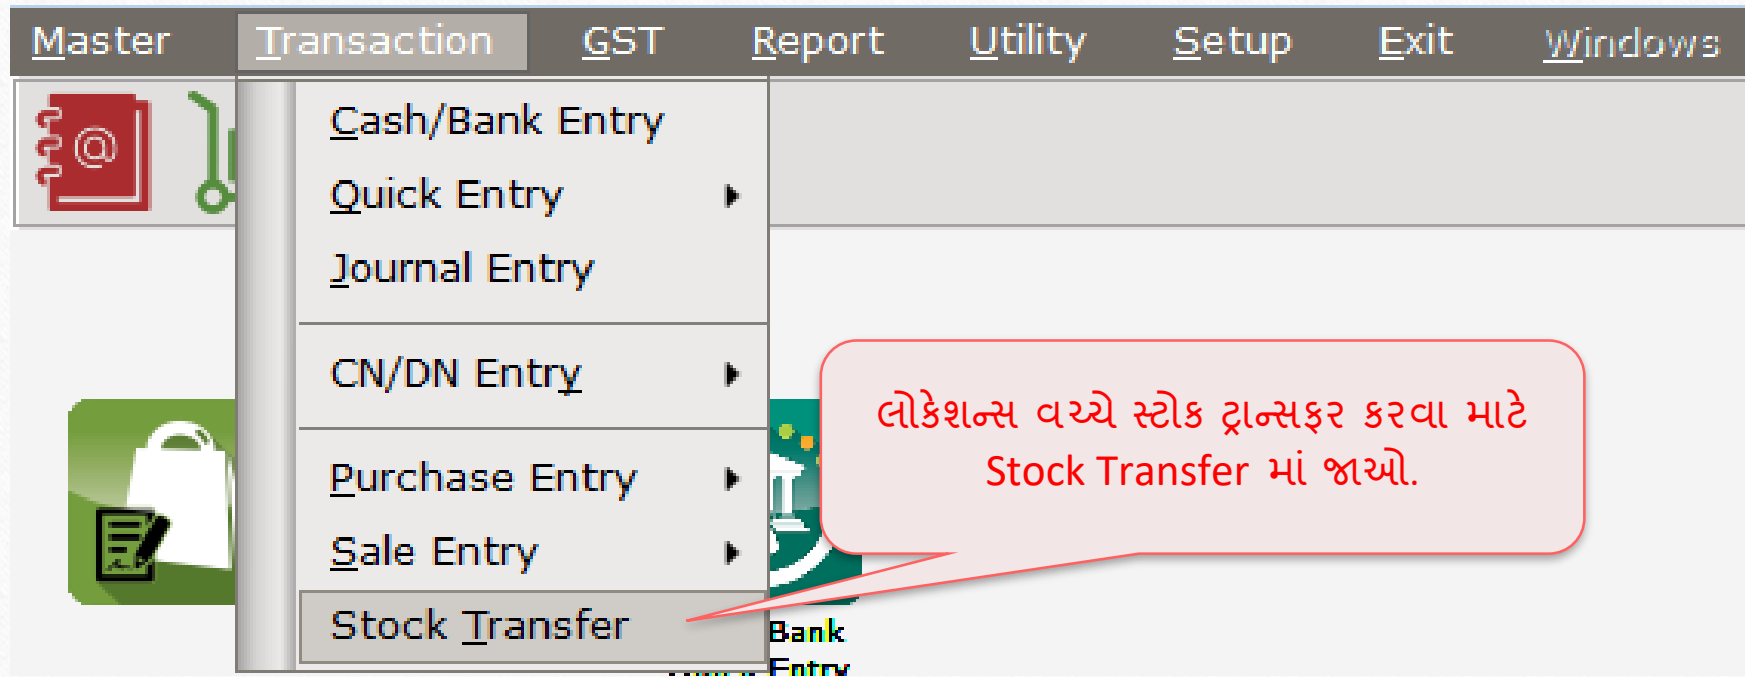 Master Transaction GST Report Utility Setup Exit Windows
@
Cash/Bank Entry
Quick Entry
Journal Entry
CN/DN Entry
Purchase Entry
Sale Entry
Stock Transfer
લોકેશન્સ વચ્ચે સ્ટોક ટ્રાન્સફર કરવા માટે
Stock Transfer માં જાઓ.
Bank
Entry